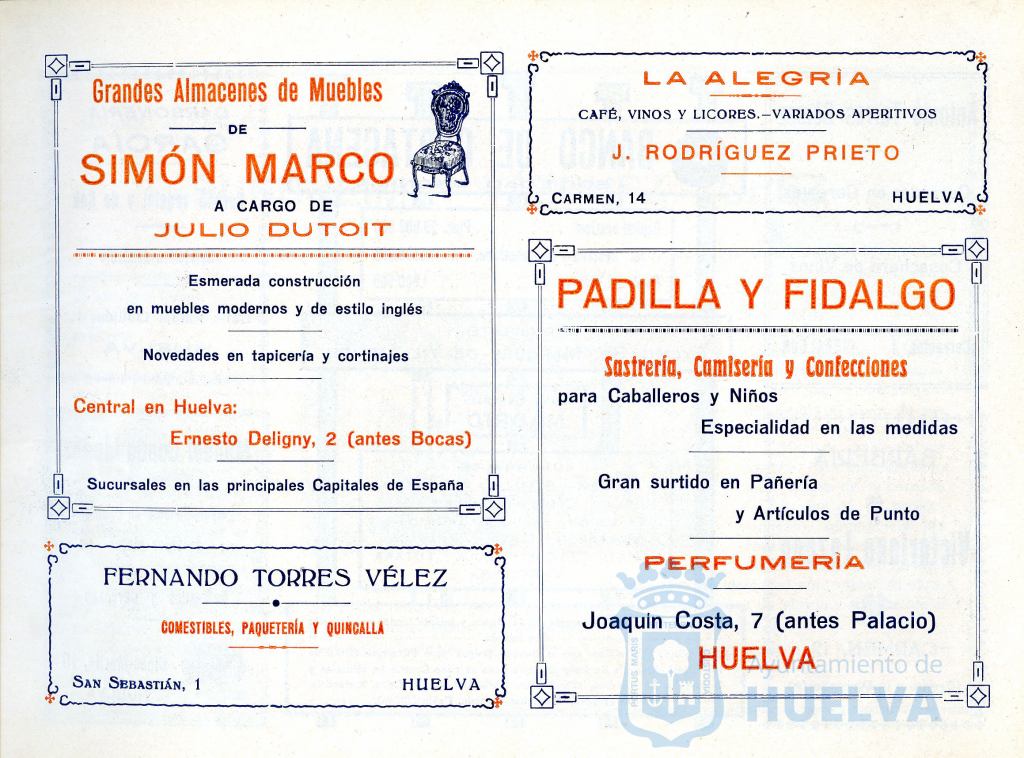 Grandes Almacenes de Muebles
DE
SIMÓN MARCO
A CARGO DE
JULIO DUTOIT
Esmerada construcción
en muebles modernos y de estilo inglés
Novedades en tapicería y cortinajes
Central en Huelva:
Ernesto Deligny, 2 (antes Bocas)
Sucursales en las principales Capitales de España
FERNANDO TORRES VÉLEZ
COMESTIBLES, PAQUETERÍA Y QUINCALLA
SAN SEBASTIÁN, 1
HUELVA
LA ALEGRÍA
CAFÉ, VINOS Y LICORES.—VARIADOS APERITIVOS
J. RODRÍGUEZ PRIETO
CARMEN, 14
HUELVA
PADILLA Y FIDALGO
Sastrería, Camisería y Confecciones
para Caballeros y Niños
Especialidad en las medidas
Gran surtido en Pañería
y Artículos de Punto
PERFUMERÍA
Joaquín Costa, 7 (antes Palacio)
HUELVA
PORTUS MARIS
Ayuntamiento de
HUELVA